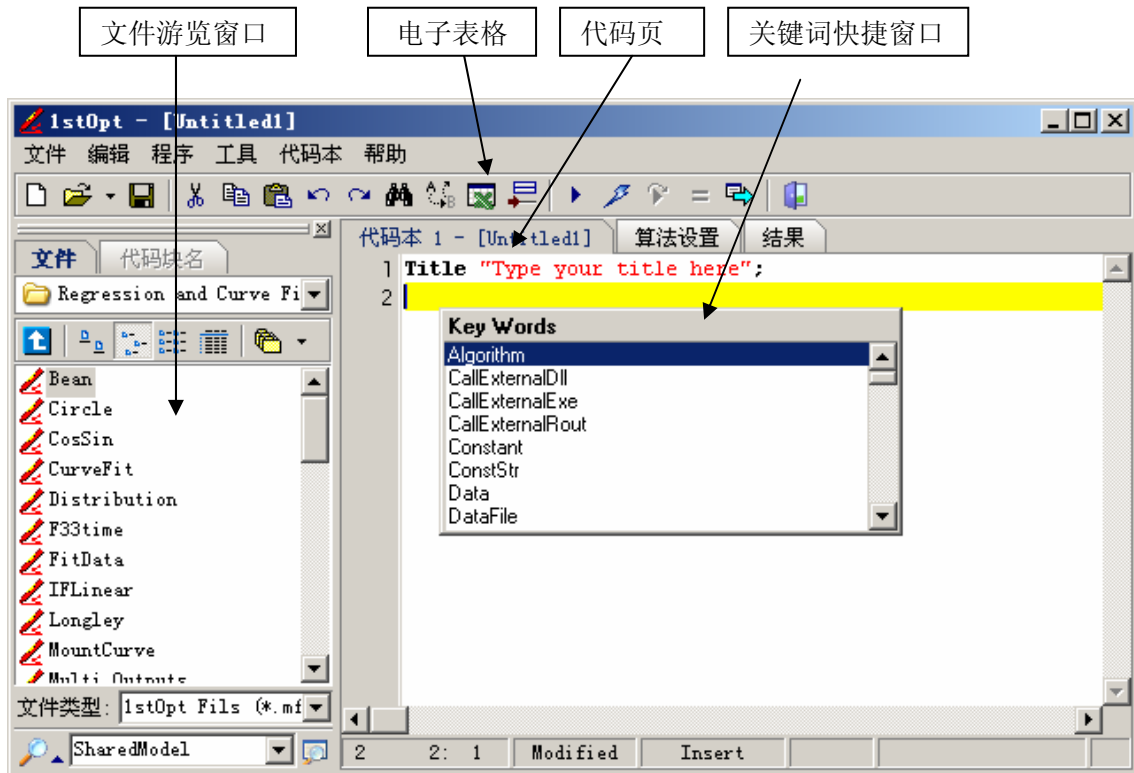 文件游览窗口
电子表格
代码页
关键词快捷窗口
1stOpt - [Untitled1]
文件 编辑 程序 工具 代码本 帮助
文件 代码块名
代码本 1 - [Untitled1] 算法设置 结果
Regression and Curve Fi
1 Title "Type your title here";
2
Key Words
Algorithm
CallExternalDll
CallExternalExe
CallExternalRout
Constant
ConstStr
Data
DataFile
Bean
Circle
CosSin
CurveFit
Distribution
F33time
FitData
IFLinear
Longley
MountCurve
Multi Outputs
文件类型: 1stOpt Fils (*.mf
SharedModel
2 2: 1 Modified Insert